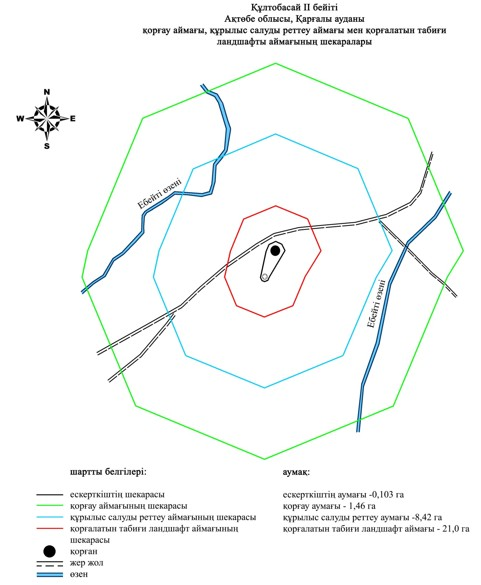 Құлтобасай II бейіті
Ақтөбе облысы, Қарғалы ауданы
қорғау аймағы, құрылыс салуды реттеу аймағы мен қорғалатын табиғи
ландшафты аймағының шекаралары
N
W E
S
Ебейті өзені
Ебейті өзені
шартты белгілері:
ескерткіштің шекарасы
қорғау аймағының шекарасы
құрылыс салуды реттеу аймағының шекарасы
қорғалатын табиғи ландшафт аймағының
шекарасы
қорған
жер жол
өзен
аумақ:
ескерткіштің аумағы -0,103 га
қорғау аумағы - 1,46 га
құрылыс салуды реттеу аумағы -8,42 га
қорғалатын табиғи ландшафт аумағы - 21,0 га